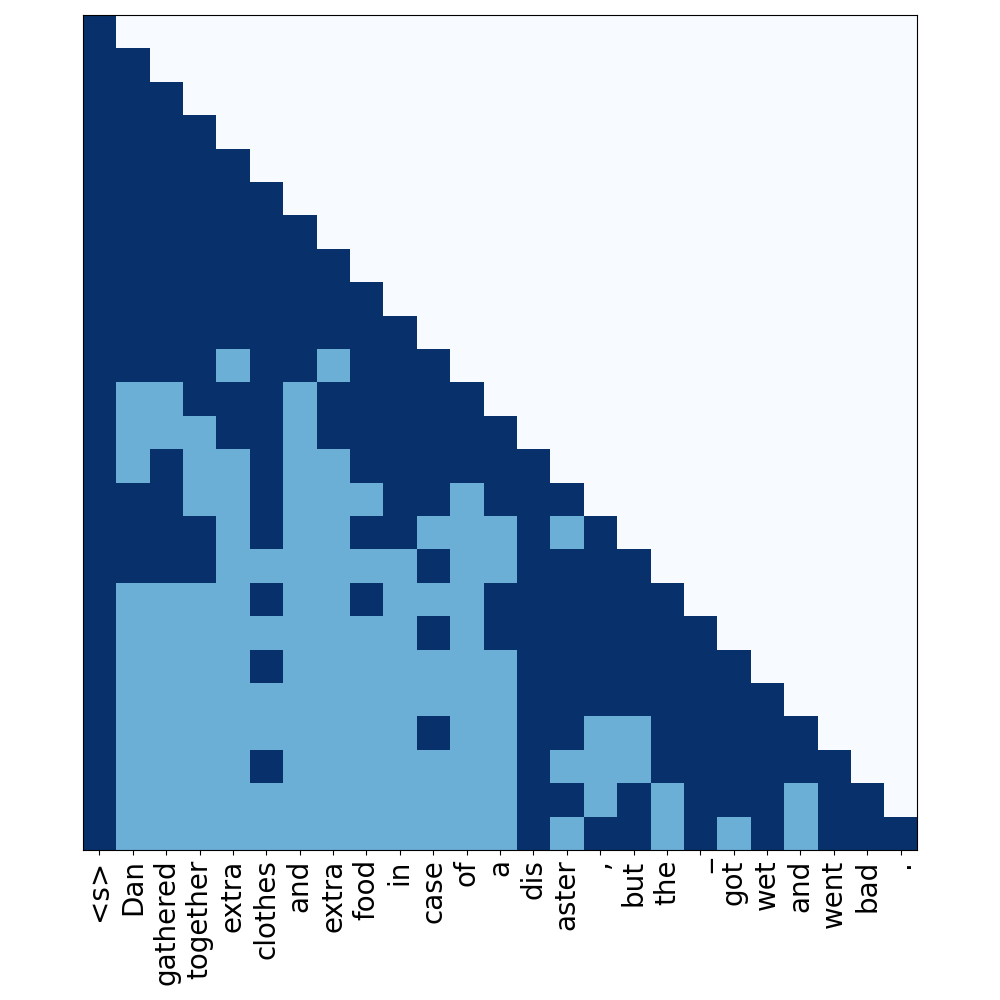 <s>
Dan
gathered
together
extra
clothes
and
extra
food
in
case
of
a
dis
aster
,
but
the
_
got
wet
and
went
bad
.